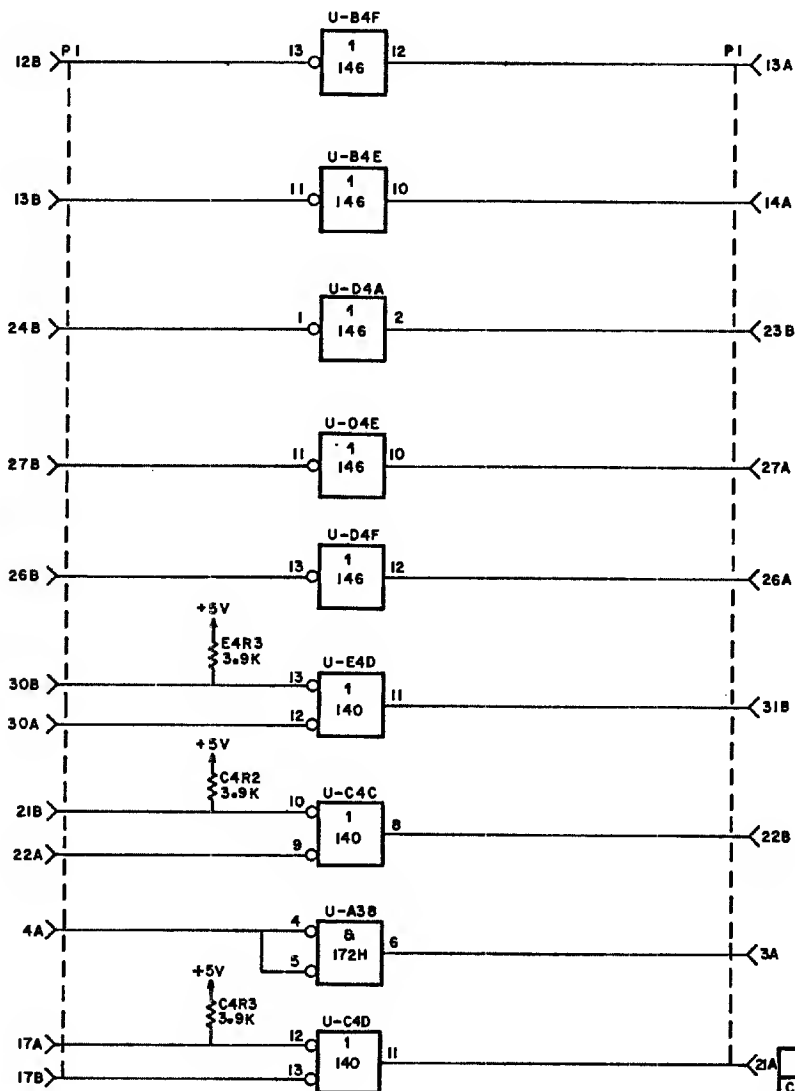 U-B4F
P1
12B
13
1
146
12
P1
13A
U-B4E
13B
11
1
146
10
14A
U-D4A
24B
1
1
146
2
23B
U-O4E
27B
11
1
146
10
27A
U-D4F
26B
13
1
146
12
26A
+5V
E4R3
3.9K
U-E4D
30B
13
1
140
11
31B
30A
12
+5V
C4R2
3.9K
U-C4C
21B
10
1
140
8
22B
22A
9
U-A3B
4A
4
&
172H
6
3A
5
+5V
C4R3
3.9K
U-C4D
17A
12
1
140
11
21A
17B
13
C